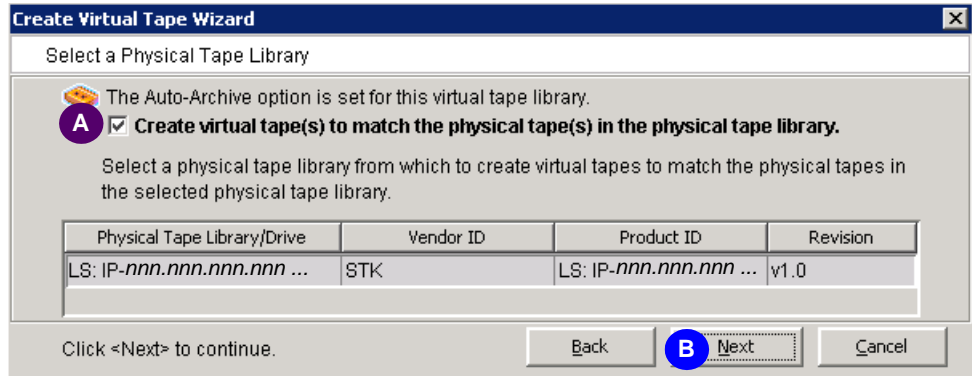 Create Virtual Tape Wizard
Select a Physical Tape Library
The Auto-Archive option is set for this virtual tape library.
A Create virtual tape(s) to match the physical tape(s) in the physical tape library.
Select a physical tape library from which to create virtual tapes to match the physical tapes in
the selected physical tape library.
Physical Tape Library/Drive Vendor ID Product ID Revision
LS: IP-nnn.nnn.nnn.nnn ... STK LS: IP-nnn.nnn.nnn ... v1.0
Click <Next> to continue. Back B Next Cancel